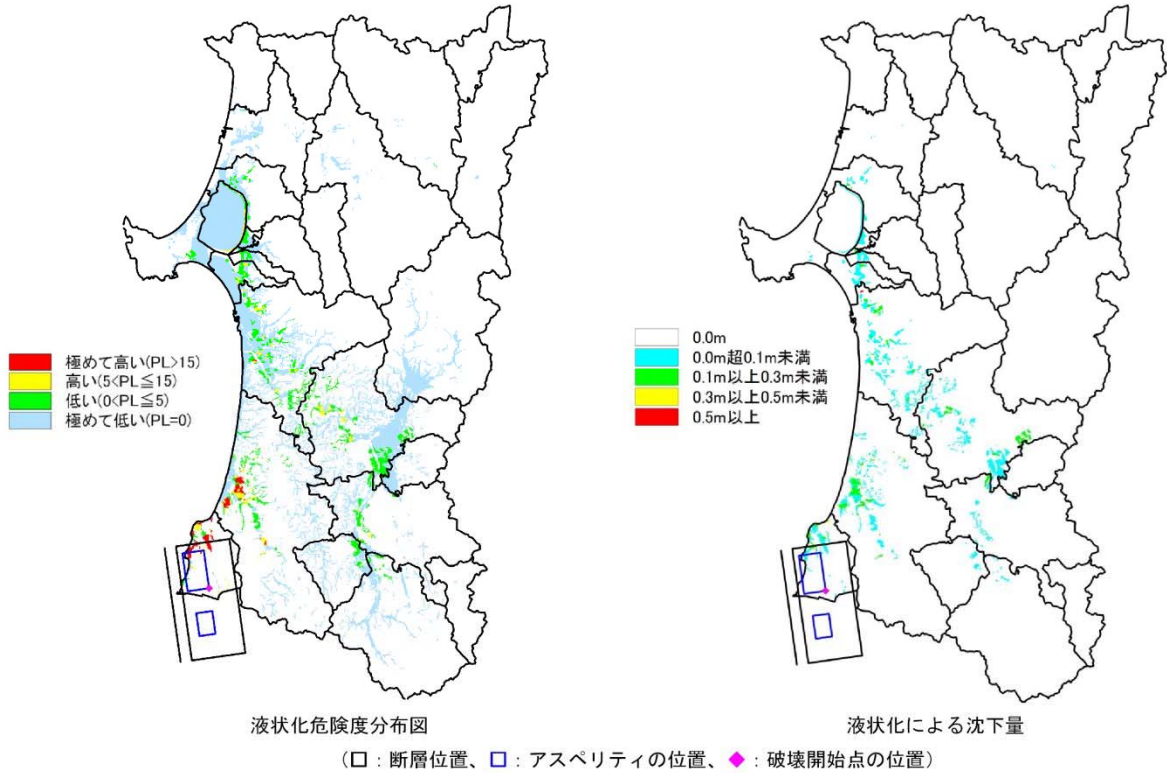 極めて高い(PL>15)
高い(5<PL≦15)
低い(0<PL≦5)
極めて低い(PL=0)
0.0m
0.0m超0.1m未満
0.1m以上0.3m未満
0.3m以上0.5m未満
0.5m以上
液状化危険度分布図
液状化による沈下量
(□：断層位置、□：アスペリティの位置、◆：破壊開始点の位置)